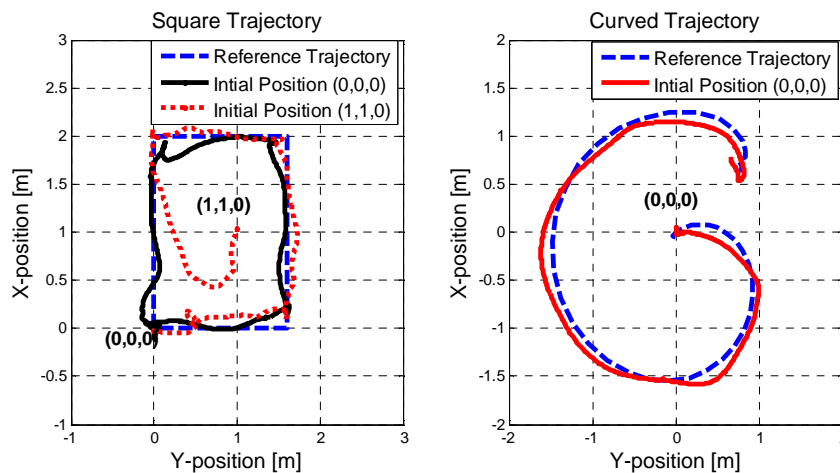 Square Trajectory
Reference Trajectory
Intial Position (0,0,0)
Initial Position (1,1,0)
3
2.5
2
1.5
1
0.5
0
-0.5
-1
X-position [m]
(1,1,0)
(0,0,0)
-1
0
1
2
3
Y-position [m]
Curved Trajectory
Reference Trajectory
Intial Position (0,0,0)
2
1.5
1
0.5
0
-0.5
-1
-1.5
-2
X-position [m]
(0,0,0)
-2
-1
0
1
Y-position [m]